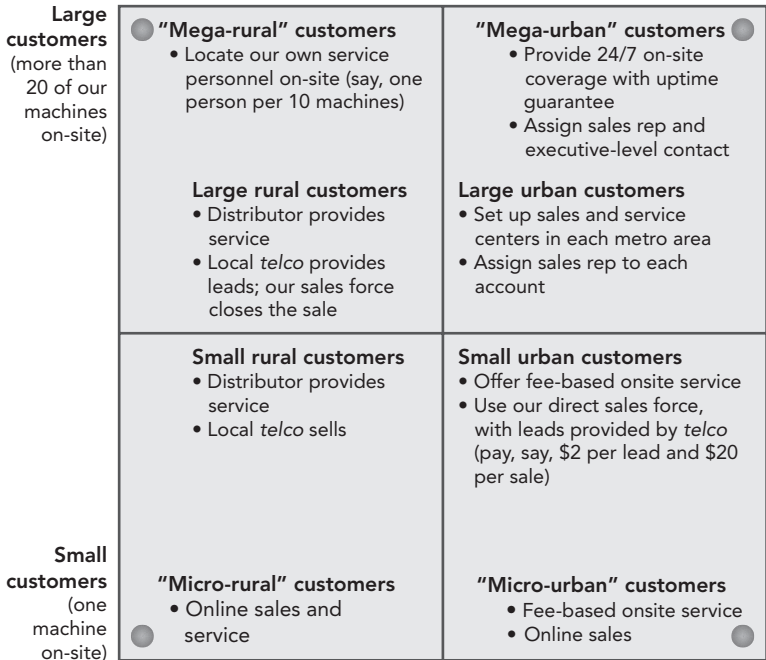 Large
customers
(more than
20 of our
machines
on-site)
“Mega-rural” customers
• Locate our own service
personnel on-site (say, one
person per 10 machines)
“Mega-urban” customers
• Provide 24/7 on-site
coverage with uptime
guarantee
• Assign sales rep and
executive-level contact
Large rural customers
• Distributor provides
service
• Local telco provides
leads; our sales force
closes the sale
Large urban customers
• Set up sales and service
centers in each metro area
• Assign sales rep to each
account
Small rural customers
• Distributor provides
service
• Local telco sells
Small urban customers
• Offer fee-based onsite service
• Use our direct sales force,
with leads provided by telco
(pay, say, $2 per lead and $20
per sale)
Small
customers
(one
machine
on-site)
“Micro-rural” customers
• Online sales and
service
“Micro-urban” customers
• Fee-based onsite service
• Online sales